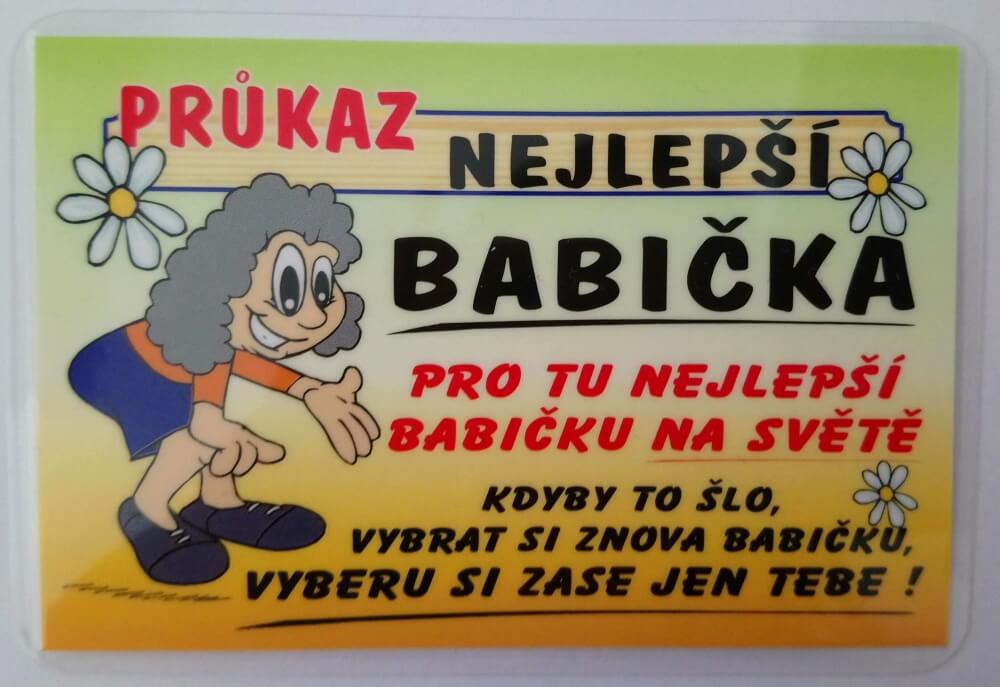 PRŮKAZ
NEJLEPŠÍ
BABIČKA
PRO TU NEJLEPŠÍ
BABIČKU NA SVĚTĚ
KDYBY TO ŠLO,
VYBRAT SI ZNOVA BABIČKU,
VYBERU SI ZASE JEN TEBE !